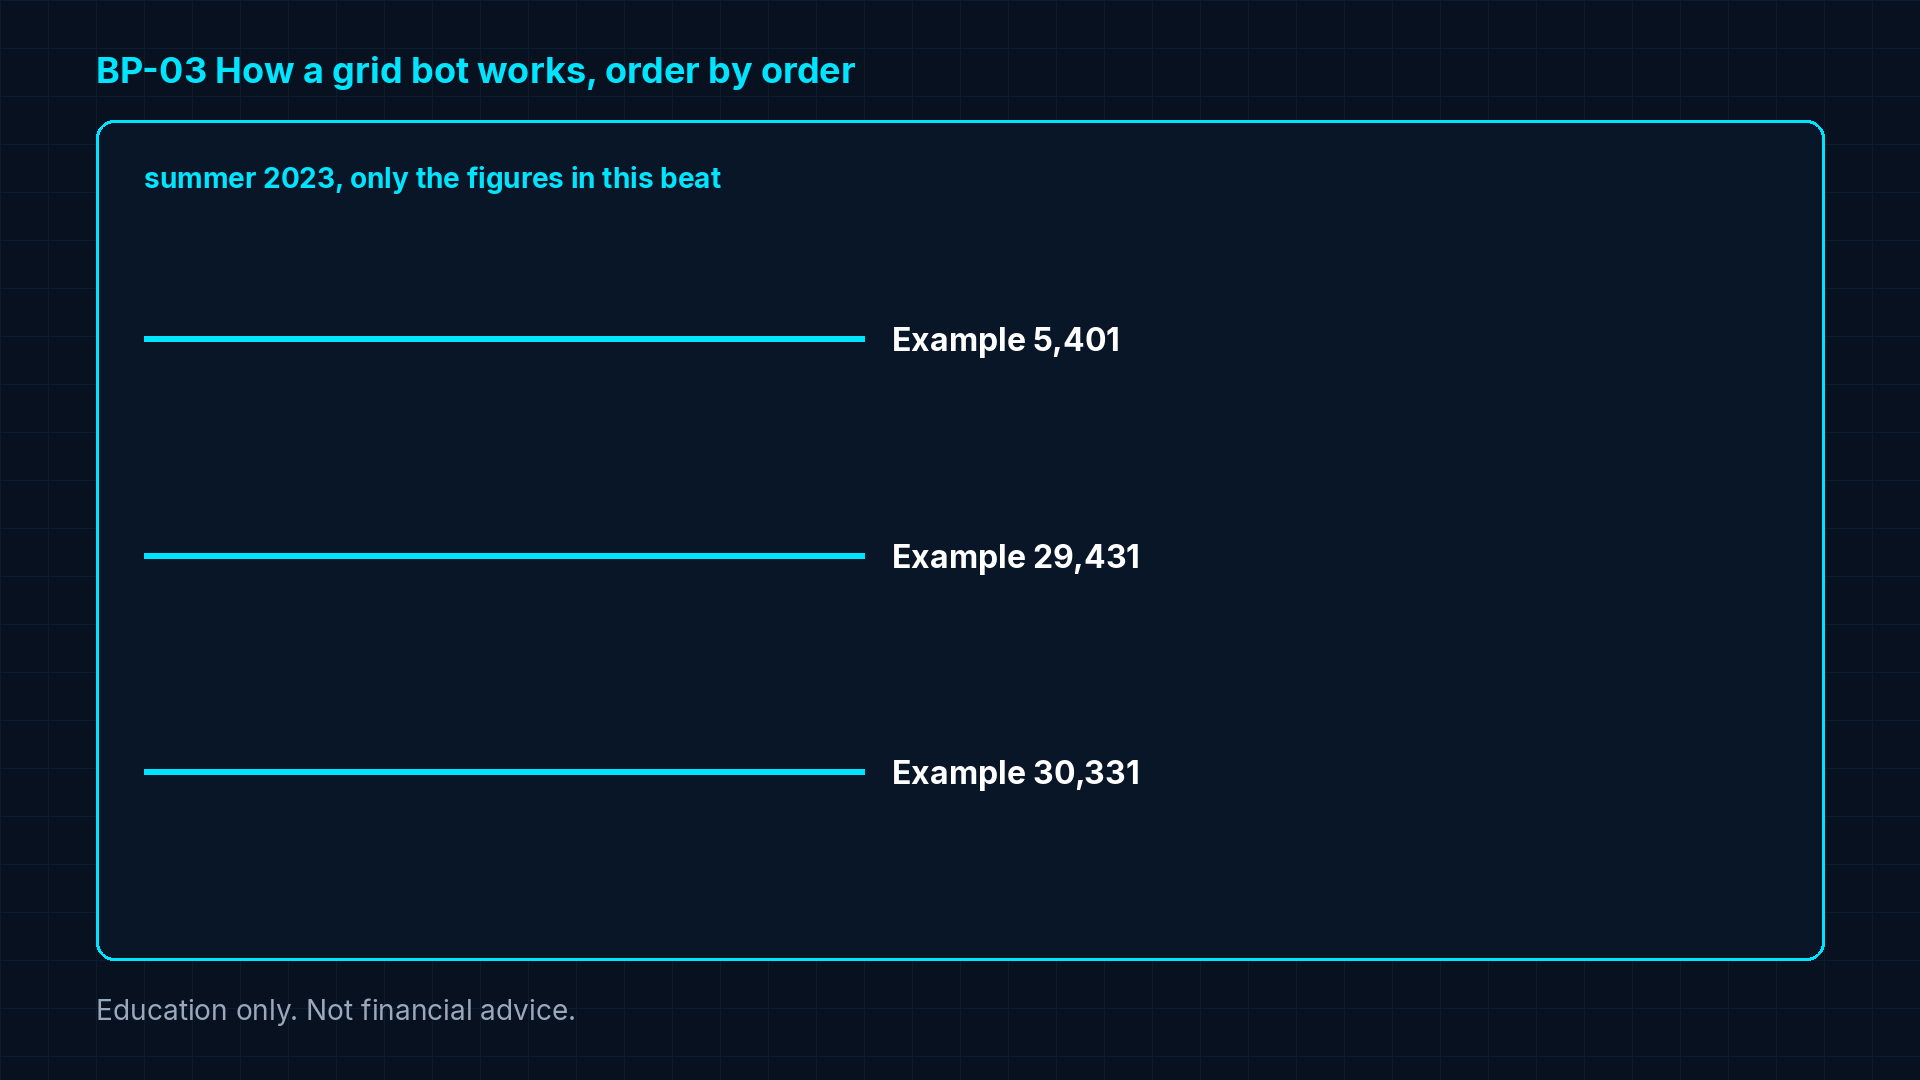 BP-03 How a grid bot works, order by order
summer 2023, only the figures in this beat
Example 5,401
Example 29,431
Example 30,331
Education only. Not financial advice.